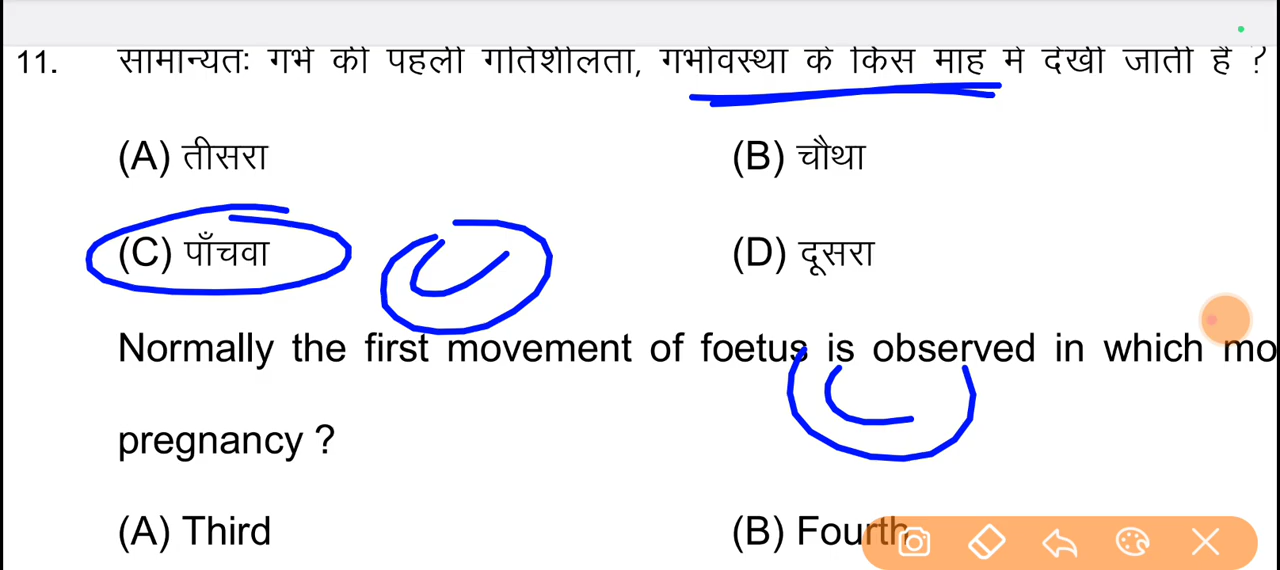 11. सामान्यतः गर्भ की पहली गतिशीलता, गर्भावस्था के किस माह में देखी जाती है ?
(A) तीसरा (B) चौथा
(C) पाँचवा (D) दूसरा
Normally the first movement of foetus is observed in which mo
pregnancy ?
(A) Third (B) Fourth